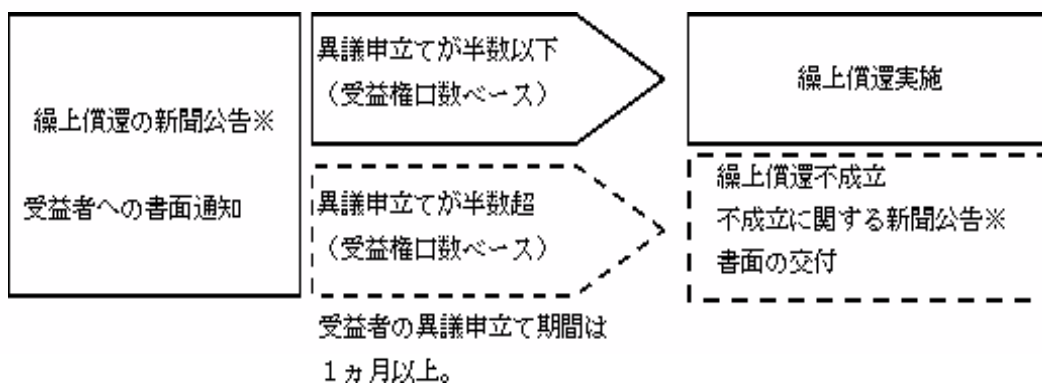 繰上償還の新聞公告※
受益者への書面通知
異議申立てが半数以下
（受益権口数ベース）
繰上償還実施
異議申立てが半数超
（受益権口数ベース）
繰上償還不成立
不成立に関する新聞公告※
書面の交付
受益者の異議申立て期間は
１ヵ月以上。